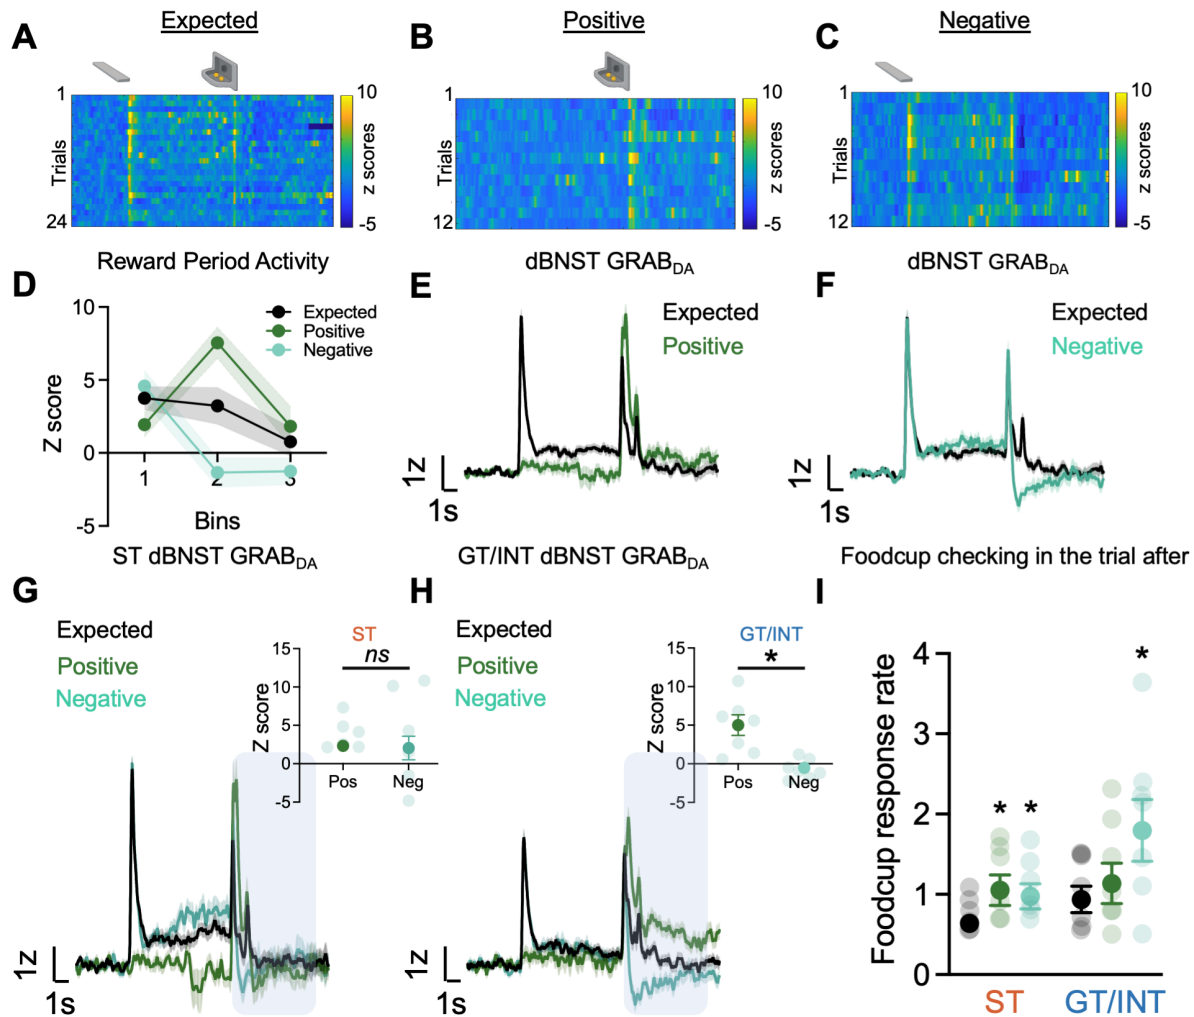 A
Expected
B
Positive
C
Negative
1
Trials
24
10
z scores
-5
1
Trials
12
10
z scores
-5
1
Trials
12
10
z scores
-5
D
Reward Period Activity
10
5
0
-5
Z score
1
2
3
Bins
Expected
Positive
Negative
E
dBNST GRABDA
Expected
Positive
1z
1s
F
dBNST GRABDA
Expected
Negative
1z
1s
G
ST dBNST GRABDA
Expected
Positive
Negative
1z
1s
ST
ns
15
10
5
0
-5
Z score
Pos
Neg
H
GT/INT dBNST GRABDA
Expected
Positive
Negative
1z
1s
GT/INT
*
15
10
5
0
-5
Z score
Pos
Neg
I
Foodcup checking in the trial after
4
3
2
1
0
Foodcup response rate
*
*
*
ST
GT/INT